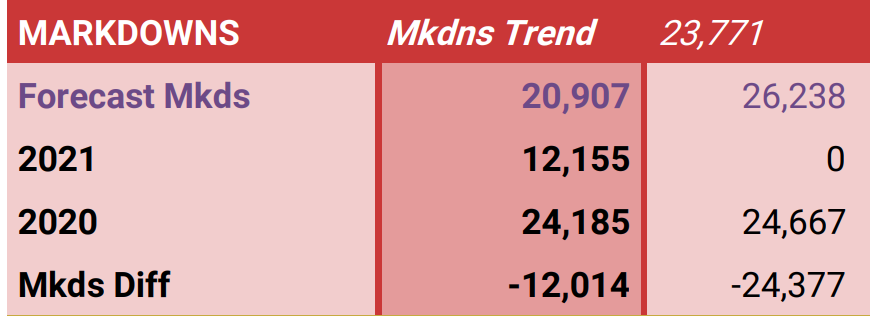 MARKDOWNS Mkdns Trend 23,771
Forecast Mkds 20,907 26,238
2021 12,155 0
2020 24,185 24,667
Mkds Diff -12,014 -24,377